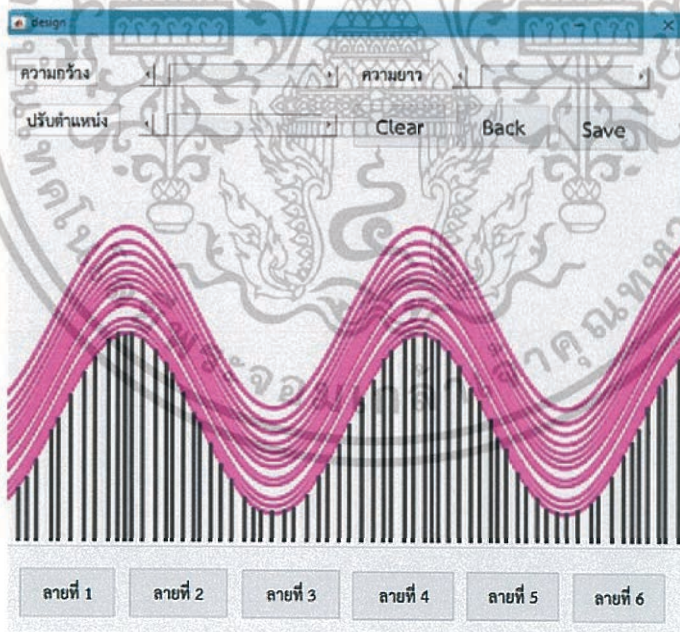 design
ความกว้าง ความยาว
ปรับตำแหน่ง Clear Back Save
ลายที่ 1 ลายที่ 2 ลายที่ 3 ลายที่ 4 ลายที่ 5 ลายที่ 6